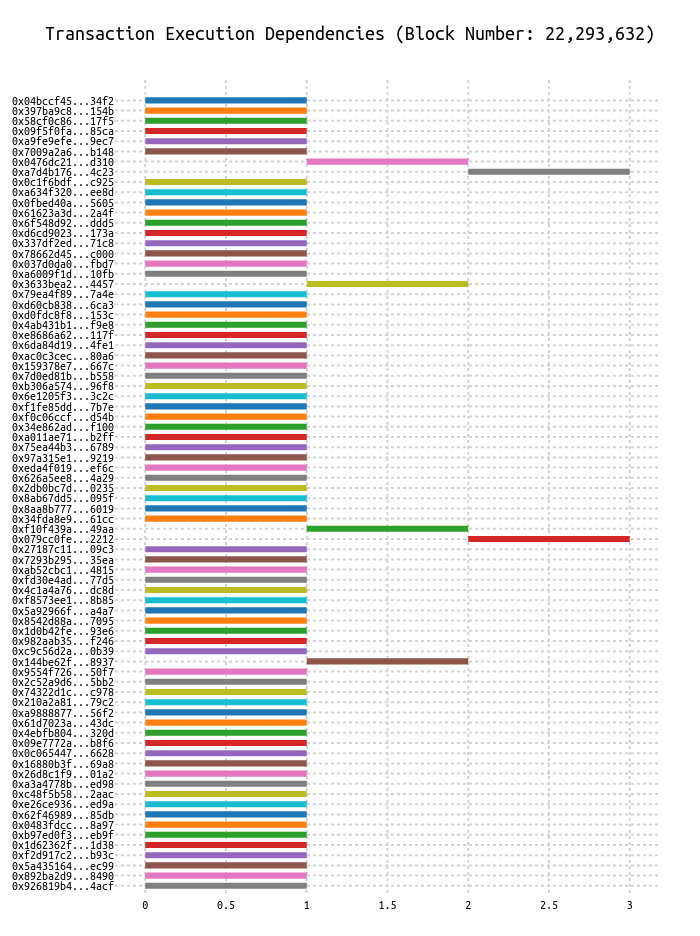 Transaction Execution Dependencies (Block Number: 22,293,632)
0x04bccf45...34f2
0x397ba9c8...154b
0x58cf0c86...17f5
0x09f5f0fa...85ca
0xa9fe9efe...9ec7
0x7009a2a6...b148
0x0476dc21...d310
0xa7d4b176...4c23
0x0c1f6bdf...c925
0xa634f320...ee8d
0x0fbed40a...5605
0x61623a3d...2a4f
0x6f548d92...ddd5
0xd6cd9023...173a
0x337df2ed...71c8
0x78662d45...c000
0x037d0da0...fbd7
0xa6009f1d...10fb
0x3633bea2...4457
0x79ea4f89...7a4e
0xd60cb838...6ca3
0xd0fdc8f8...153c
0x4ab431b1...f9e8
0xe8686a62...117f
0x6da84d19...4fe1
0xac0c3cec...80a6
0x159378e7...667c
0x7d0ed81b...b558
0xb306a574...96f8
0x6e1205f3...3c2c
0xf1fe85dd...7b7e
0xf0c06ccf...d54b
0x34e862ad...f100
0xa011ae71...b2ff
0x75ea44b3...6789
0x97a315e1...9219
0xeda4f019...ef6c
0x626a5ee8...4a29
0x2db0bc7d...0235
0x8ab67dd5...095f
0x8aa8b777...6019
0x34fda8e9...61cc
0xf10f439a...49aa
0x079cc0fe...2212
0x27187c11...09c3
0x7293b295...35ea
0xab52cbc1...4815
0xfd30e4ad...77d5
0x4c1a4a76...dc8d
0xf8573ee1...8b85
0x5a92966f...a4a7
0x8542d88a...7095
0x1d0b42fe...93e6
0x982aab35...f246
0xc9c56d2a...0b39
0x144be62f...8937
0x9554f726...50f7
0x2c52a9d6...5bb2
0x74322d1c...c978
0x210a2a81...79c2
0xa9888877...56f2
0x61d7023a...43dc
0x4ebfb804...320d
0x09e7772a...b8f6
0x0c065447...6628
0x16880b3f...69a8
0x26d8c1f9...01a2
0xa3a4778b...ed98
0xc48f5b58...2aac
0xe26ce936...ed9a
0x62f46989...85db
0x0483fdcc...8a97
0xb97ed0f3...eb9f
0x1d62362f...1d38
0xf2d917c2...b93c
0x5a435164...ec99
0x892ba2d9...8490
0x926819b4...4acf
0 0.5 1 1.5 2 2.5 3